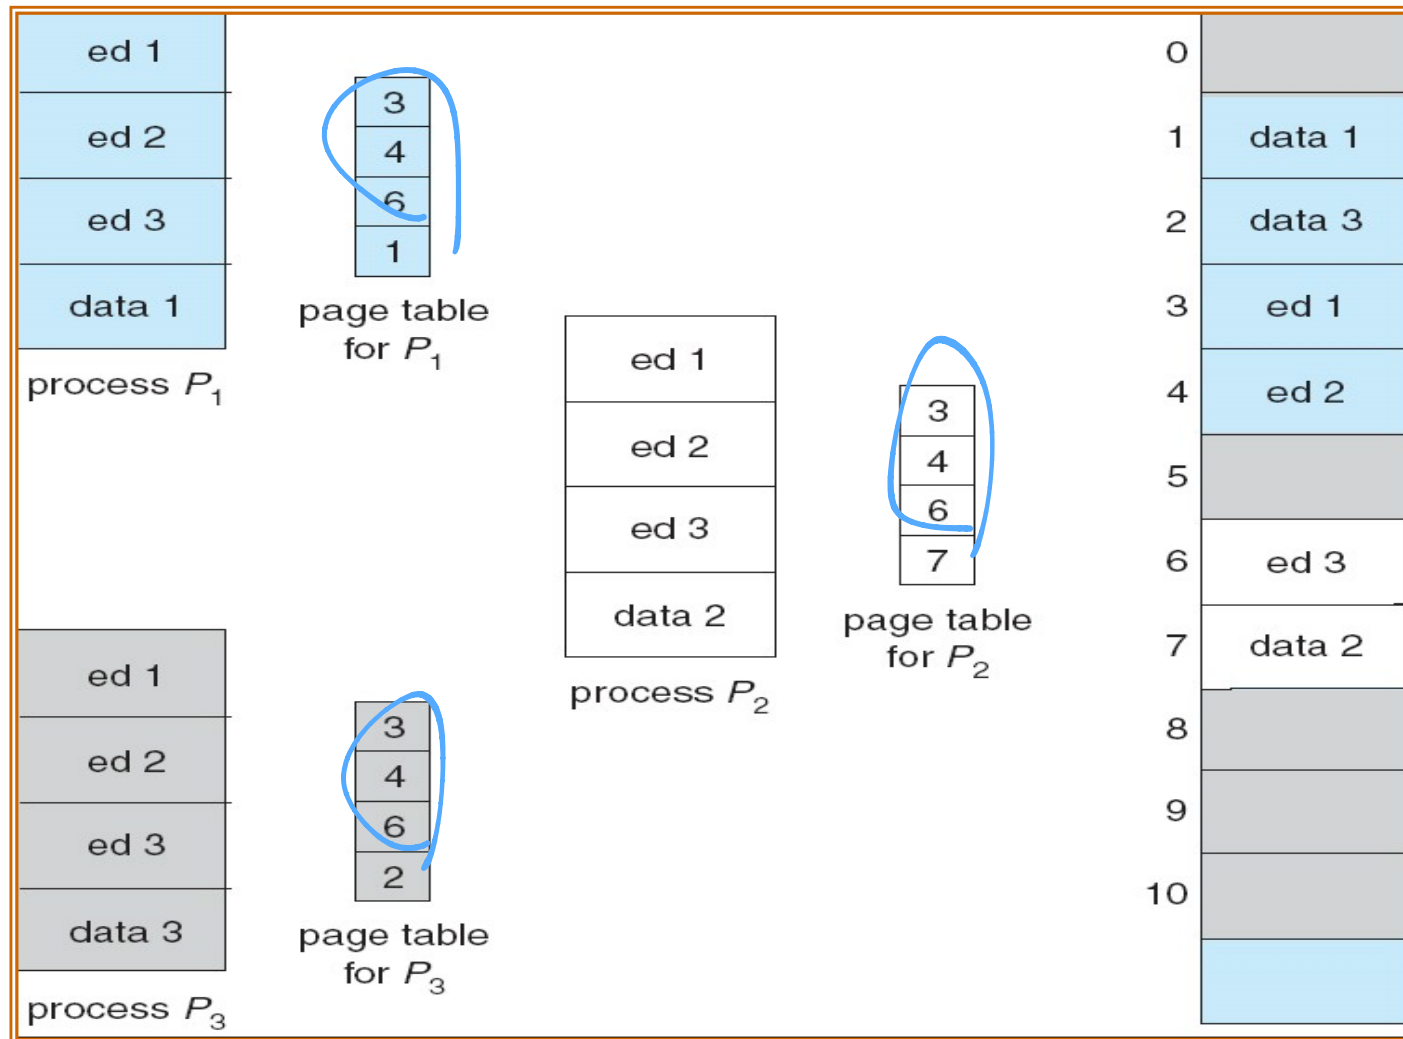 ed 1
ed 2
ed 3
data 1
process P1
3
4
6
1
page table
for P1
ed 1
ed 2
ed 3
data 2
process P2
3
4
6
7
page table
for P2
ed 1
ed 2
ed 3
data 3
process P3
3
4
6
2
page table
for P3
0
1 data 1
2 data 3
3 ed 1
4 ed 2
5
6 ed 3
7 data 2
8
9
10